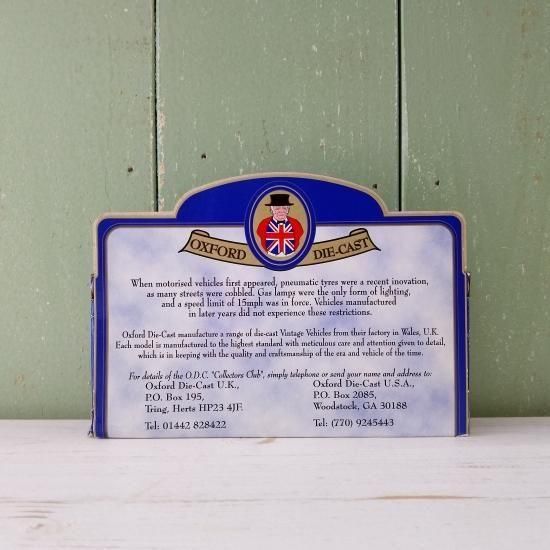 OXFORD DIE-CAST
When motorised vehicles first appeared, pneumatic tyres were a recent inovation,
as many streets were cobbled. Gas lamps were the only form of lighting,
and a speed limit of 15mph was in force. Vehicles manufactured
in later years did not experience these restrictions.
Oxford Die-Cast manufacture a range of die-cast Vintage Vehicles from their factory in Wales, U.K.
Each model is manufactured to the highest standard with meticulous care and attention given to detail,
which is in keeping with the quality and craftsmanship of the era and vehicle of the time.
For details of the O.D.C. "Collectors Club", simply telephone or send your name and address to:
Oxford Die-Cast U.K.,
P.O. Box 195,
Tring, Herts HP23 4JF.
Tel: 01442 828422
Oxford Die-Cast U.S.A.,
P.O. Box 2085,
Woodstock, GA 30188
Tel: (770) 9245443